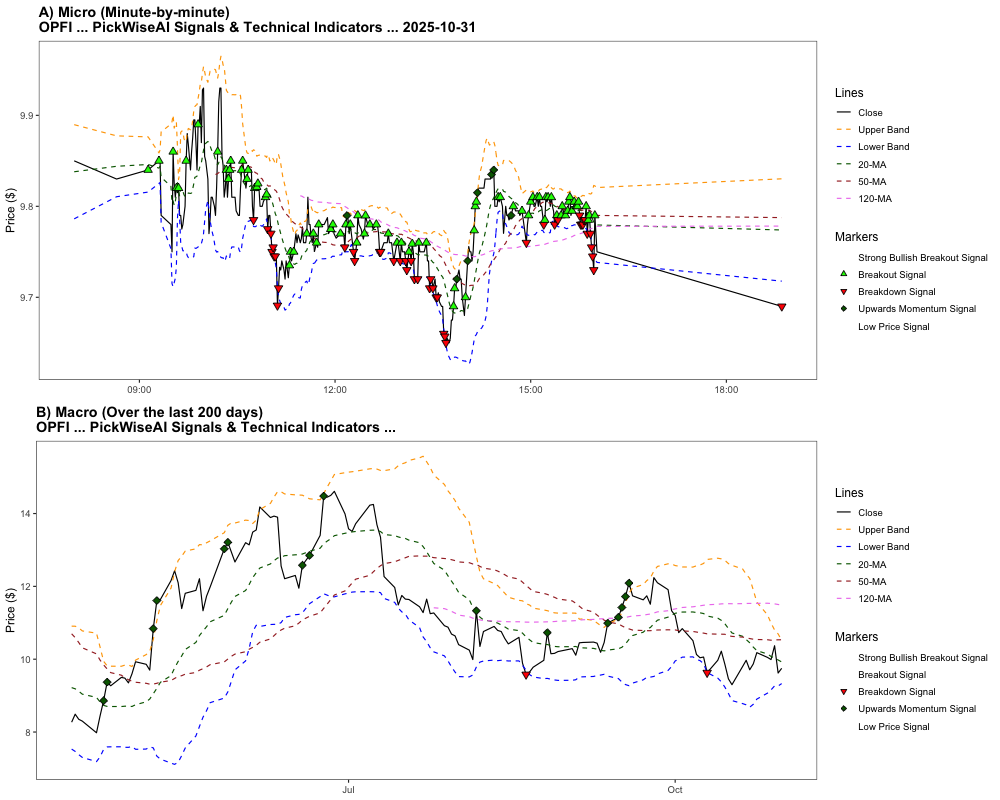 A) Micro (Minute-by-minute)
OPFI ... PickWiseAI Signals & Technical Indicators ... 2025-10-31
Price ($)
9.9
9.8
9.7
09:00
12:00
15:00
18:00
Lines
Close
Upper Band
Lower Band
20-MA
50-MA
120-MA
Markers
Strong Bullish Breakout Signal
Breakout Signal
Breakdown Signal
Upwards Momentum Signal
Low Price Signal
B) Macro (Over the last 200 days)
OPFI ... PickWiseAI Signals & Technical Indicators ...
Price ($)
14
12
10
8
Jul
Oct
Lines
Close
Upper Band
Lower Band
20-MA
50-MA
120-MA
Markers
Strong Bullish Breakout Signal
Breakout Signal
Breakdown Signal
Upwards Momentum Signal
Low Price Signal